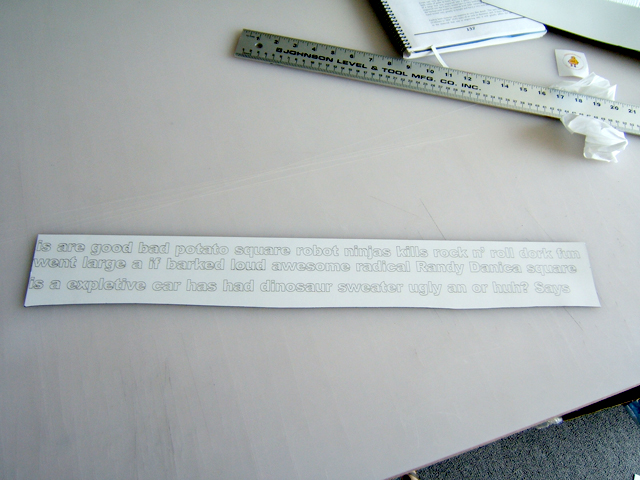 SJOHNSON LEVEL & TOOL MFG. CO. INC.
is are good bad potato square robot ninjas kills rock n' roll dork fun
went large a if barked loud awesome radical Randy Danica square
is a expletive car has had dinosaur sweater ugly an or huh? Says